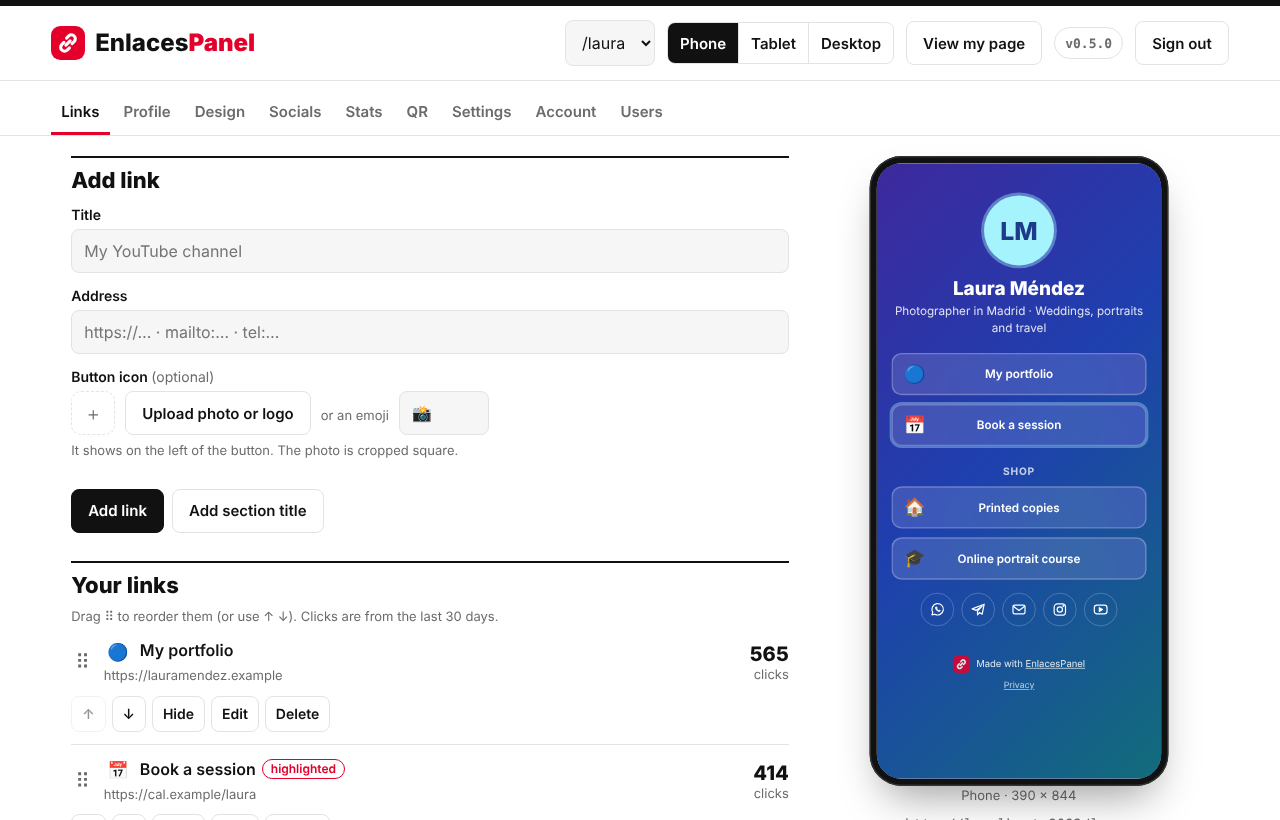 EnlacesPanel
/laura
Phone
Tablet
Desktop
View my page
v0.5.0
Sign out
Links
Profile
Design
Socials
Stats
QR
Settings
Account
Users
Add link
Title
My YouTube channel
Address
https://... · mailto:... · tel:...
Button icon (optional)
+
Upload photo or logo
or an emoji
It shows on the left of the button. The photo is cropped square.
Add link
Add section title
Your links
Drag ⠿ to reorder them (or use ↑ ↓). Clicks are from the last 30 days.
My portfolio
565
https://lauramendez.example
clicks
↑
↓
Hide
Edit
Delete
Book a session
highlighted
414
https://cal.example/laura
clicks
LM
Laura Méndez
Photographer in Madrid · Weddings, portraits
and travel
My portfolio
Book a session
SHOP
Printed copies
Online portrait course
Made with EnlacesPanel
Privacy
Phone · 390 × 844